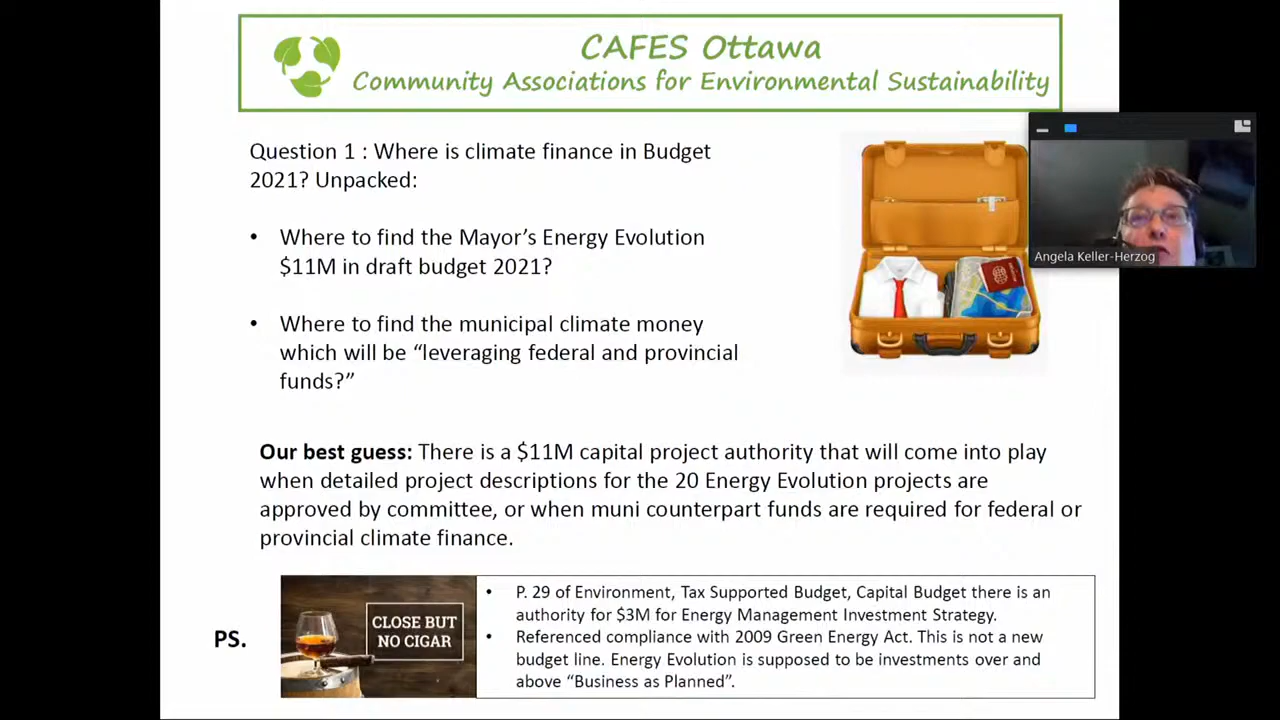 CAFES Ottawa
Community Associations for Environmental Sustainability
Question 1 : Where is climate finance in Budget
2021? Unpacked:
• Where to find the Mayor’s Energy Evolution
$11M in draft budget 2021?
• Where to find the municipal climate money
which will be “leveraging federal and provincial
funds?”
Angela Keller-Herzog
Our best guess: There is a $11M capital project authority that will come into play
when detailed project descriptions for the 20 Energy Evolution projects are
approved by committee, or when muni counterpart funds are required for federal or
provincial climate finance.
PS.
CLOSE BUT
NO CIGAR
• P. 29 of Environment, Tax Supported Budget, Capital Budget there is an
authority for $3M for Energy Management Investment Strategy.
• Referenced compliance with 2009 Green Energy Act. This is not a new
budget line. Energy Evolution is supposed to be investments over and
above “Business as Planned”.